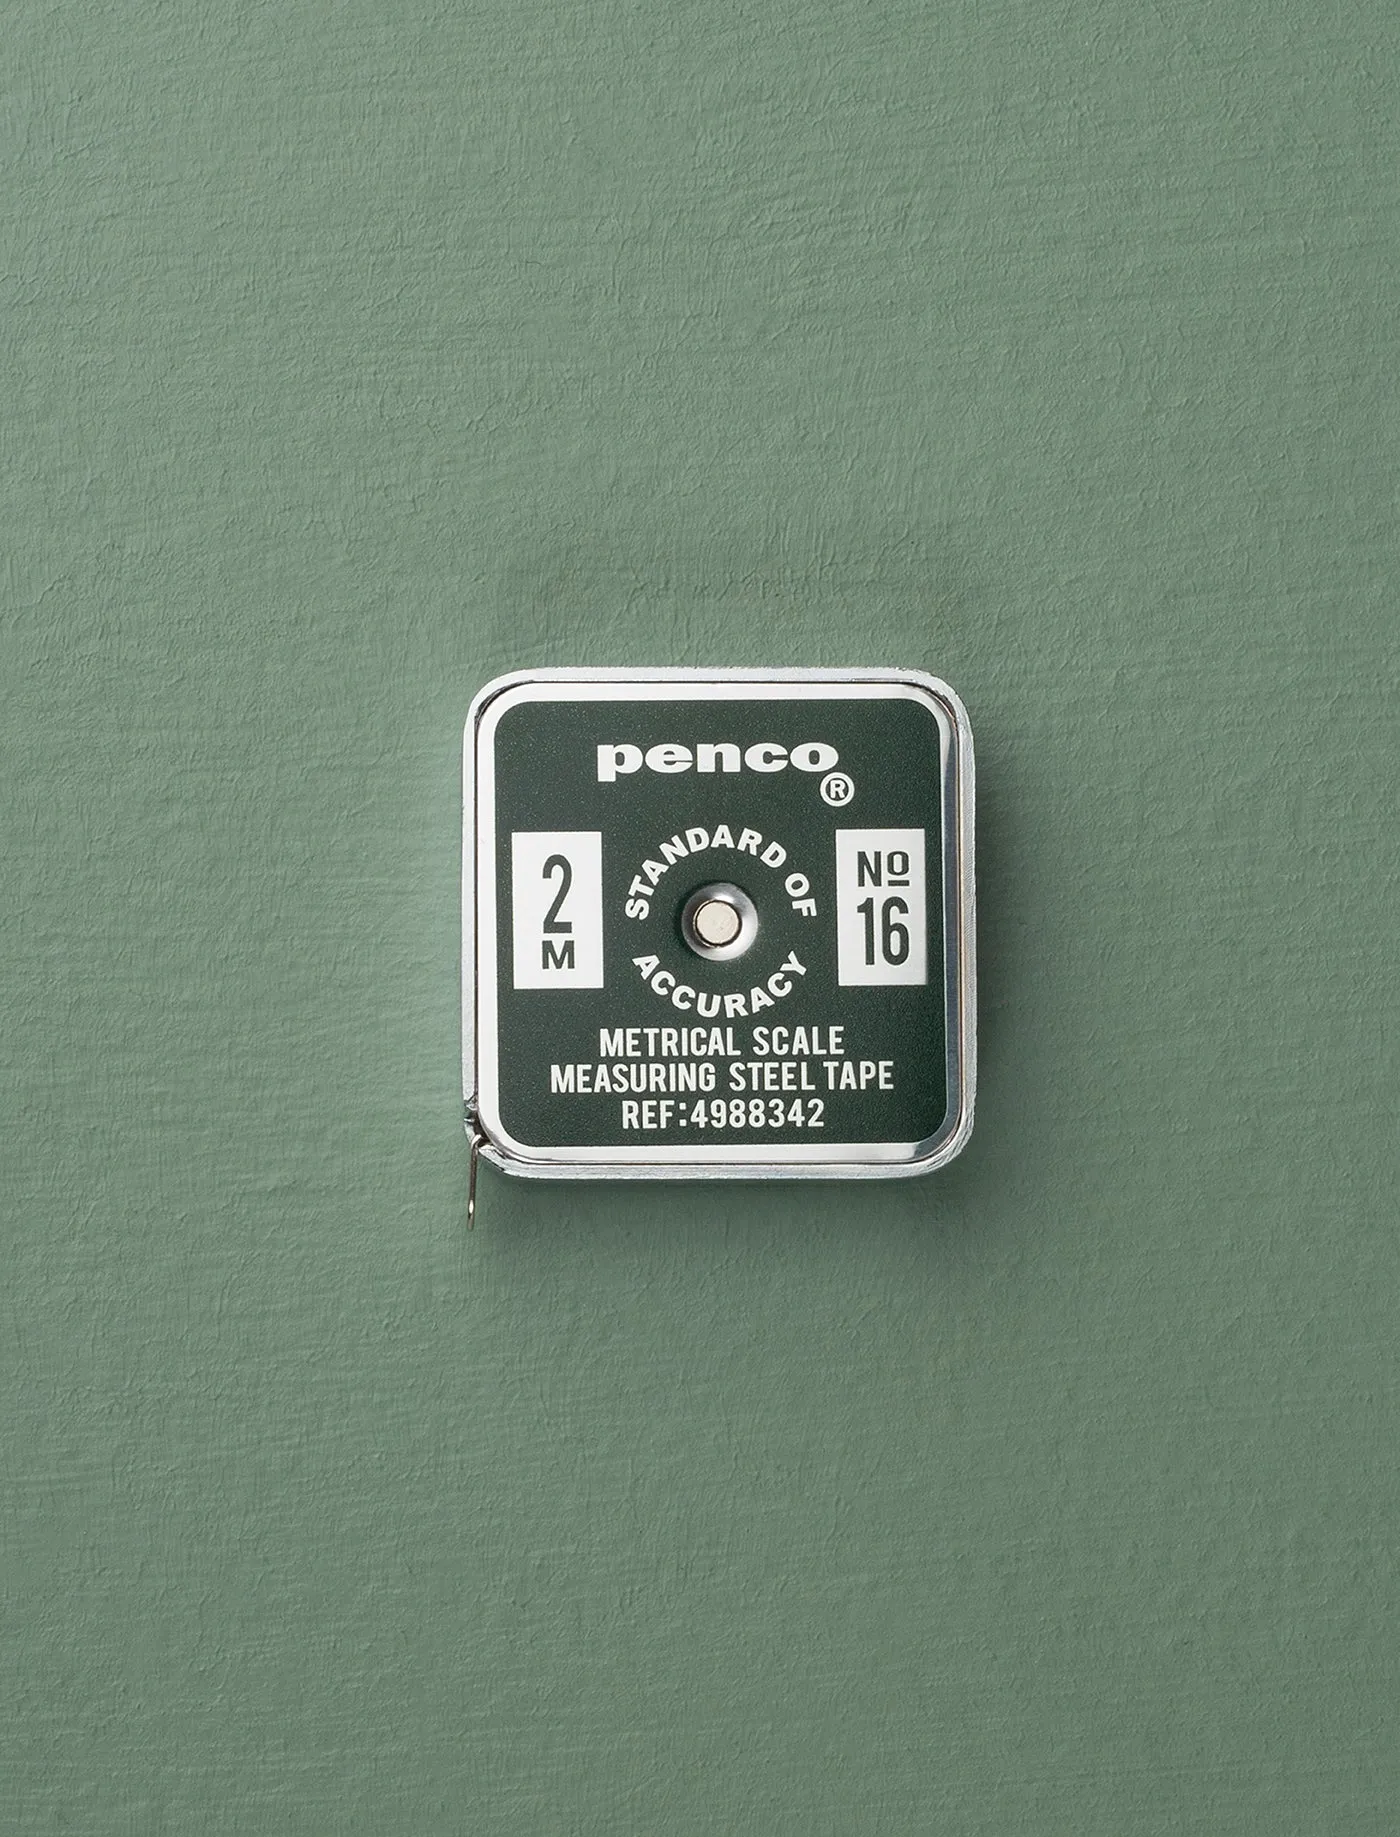 penco®
2
M
STANDARD OF
ACCURACY
Nº
16
METRICAL SCALE
MEASURING STEEL TAPE
REF:4988342